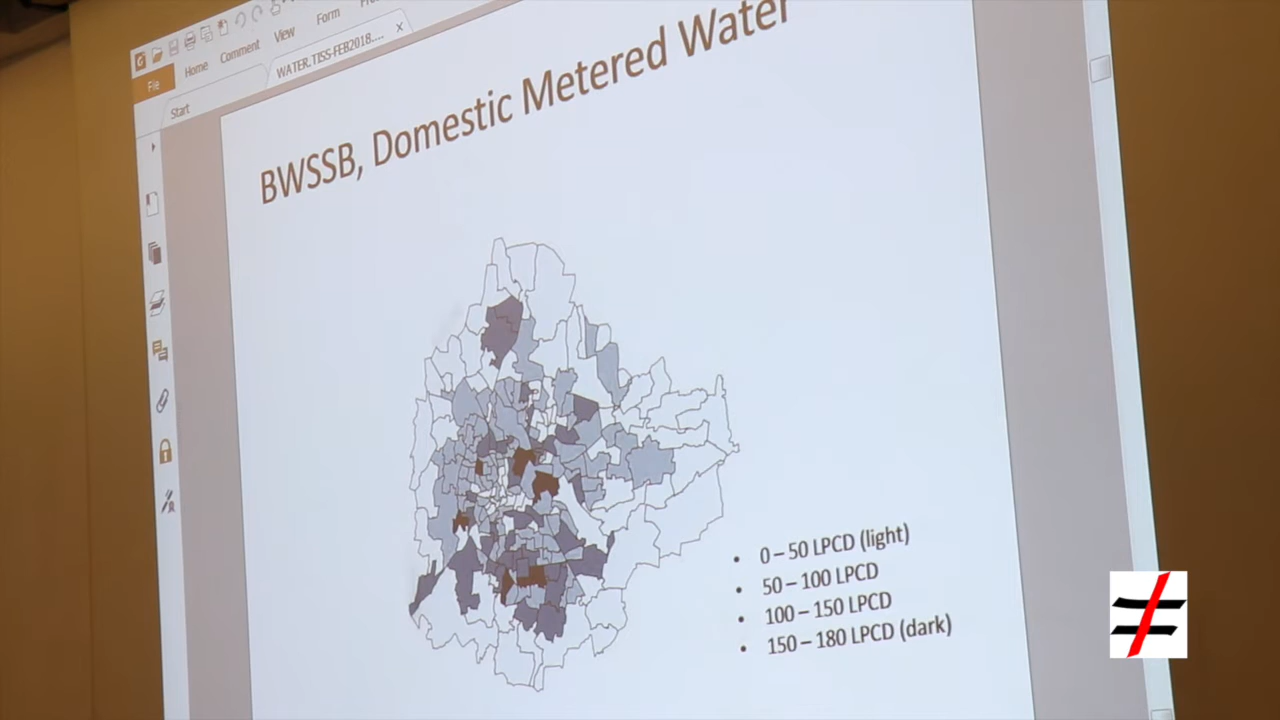 Form
View
Comment
Home
File
WATER.TISS-FEB2018....
x
Start
BWSSB, Domestic Metered Water
• 0 – 50 LPCD (light)
• 50 – 100 LPCD
• 100 – 150 LPCD
• 150 – 180 LPCD (dark)